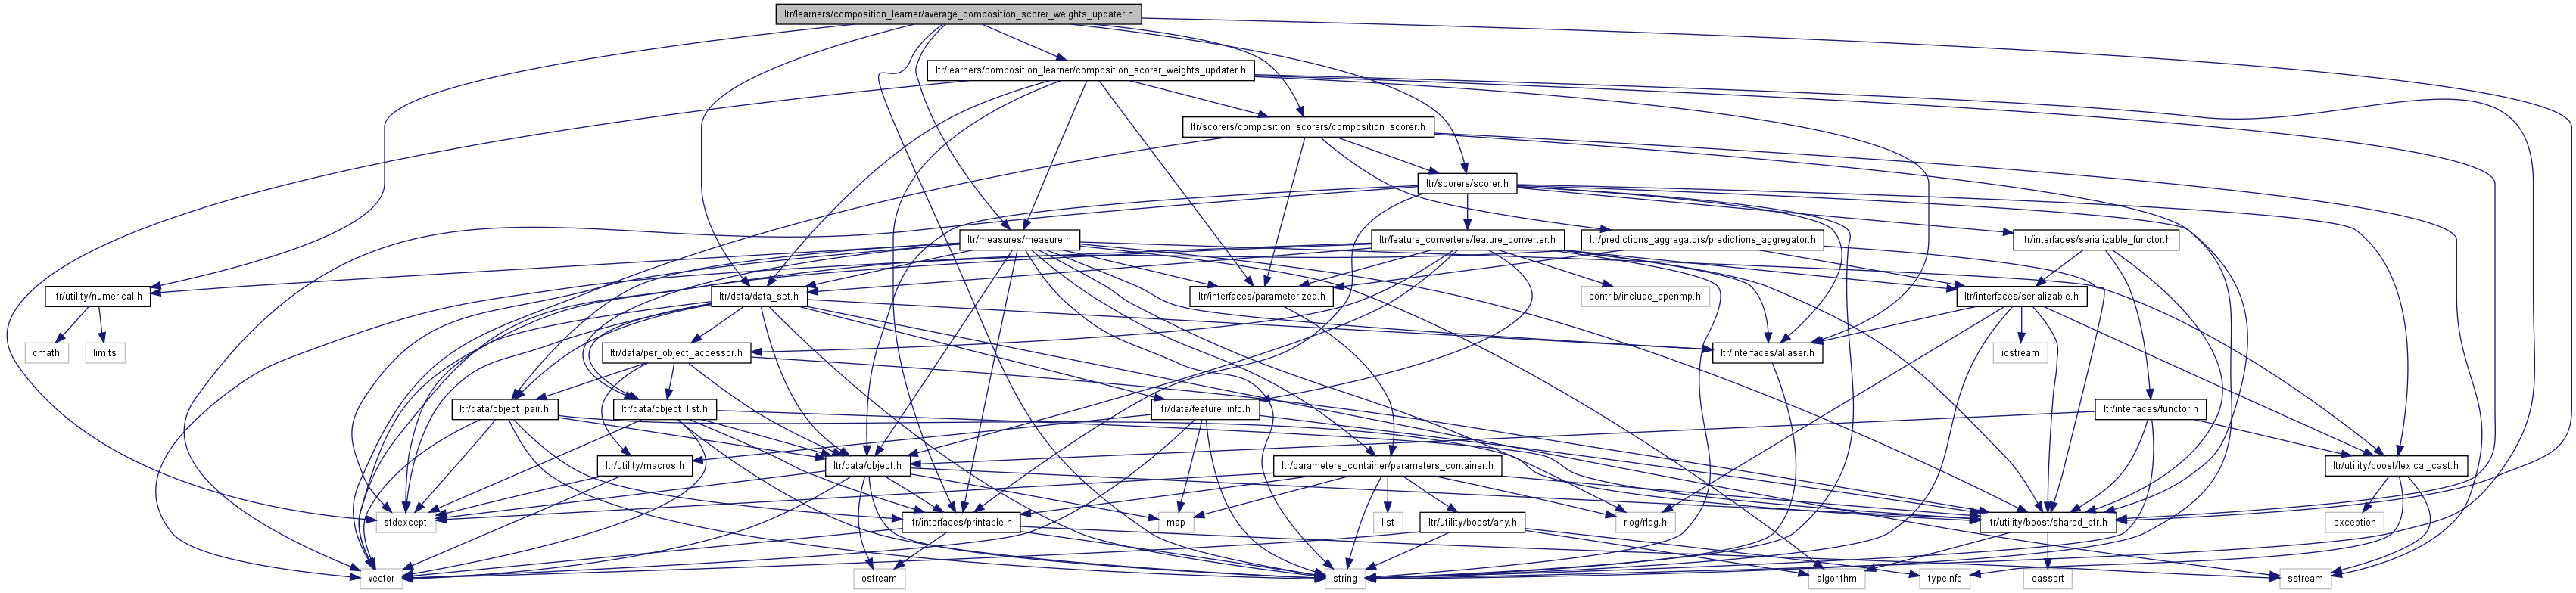 ltr/learners/composition_learner/average_composition_scorer_weights_updater.h
ltr/learners/composition_learner/composition_scorer_weights_updater.h
ltr/scorers/composition_scorers/composition_scorer.h
ltr/scorers/scorer.h
ltr/measures/measure.h
ltr/feature_converters/feature_converter.h
ltr/predictions_aggregators/predictions_aggregator.h
ltr/interfaces/serializable_functor.h
ltr/utility/numerical.h
ltr/data/data_set.h
ltr/interfaces/parameterized.h
contrib/include_openmp.h
ltr/interfaces/serializable.h
cmath
limits
ltr/data/per_object_accessor.h
ltr/interfaces/aliaser.h
iostream
ltr/data/object_pair.h
ltr/data/object_list.h
ltr/data/feature_info.h
ltr/interfaces/functor.h
ltr/utility/macros.h
ltr/data/object.h
ltr/parameters_container/parameters_container.h
ltr/utility/boost/lexical_cast.h
stdexcept
ltr/interfaces/printable.h
map
list
ltr/utility/boost/any.h
rlog/rlog.h
ltr/utility/boost/shared_ptr.h
exception
vector
ostream
string
algorithm
typeinfo
cassert
sstream